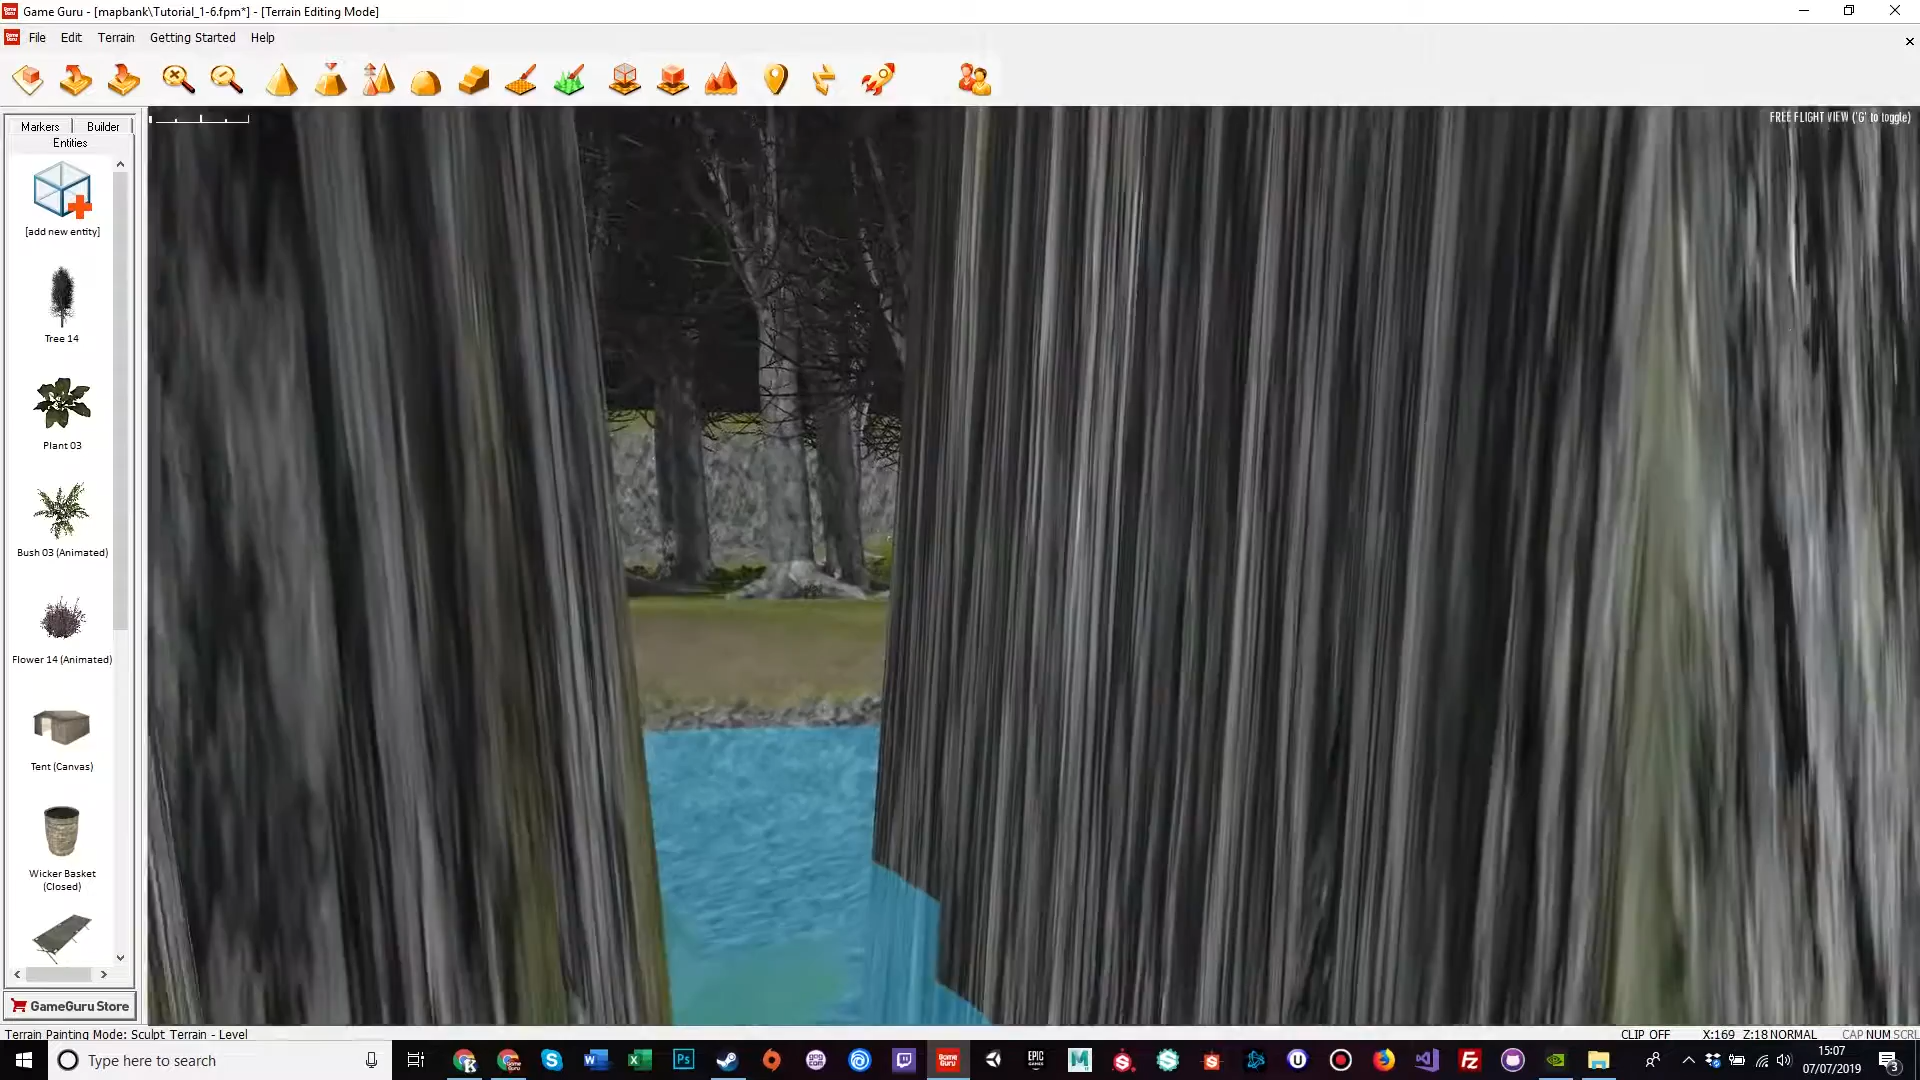 Game Guru - [mapbank\Tutorial_1-6.fpm*] - [Terrain Editing Mode]
File Edit Terrain Getting Started Help
FREE FLIGHT VIEW ('G' to toggle)
Markers Builder
Entities
[add new entity]
Tree 14
Plant 03
Bush 03 (Animated)
Flower 14 (Animated)
Tent (Canvas)
Wicker Basket
(Closed)
GameGuru Store
Terrain Painting Mode: Sculpt Terrain - Level
CLIP OFF X:169 Z:18 NORMAL CAP NUM SCRL
Type here to search
15:07
07/07/2019
3